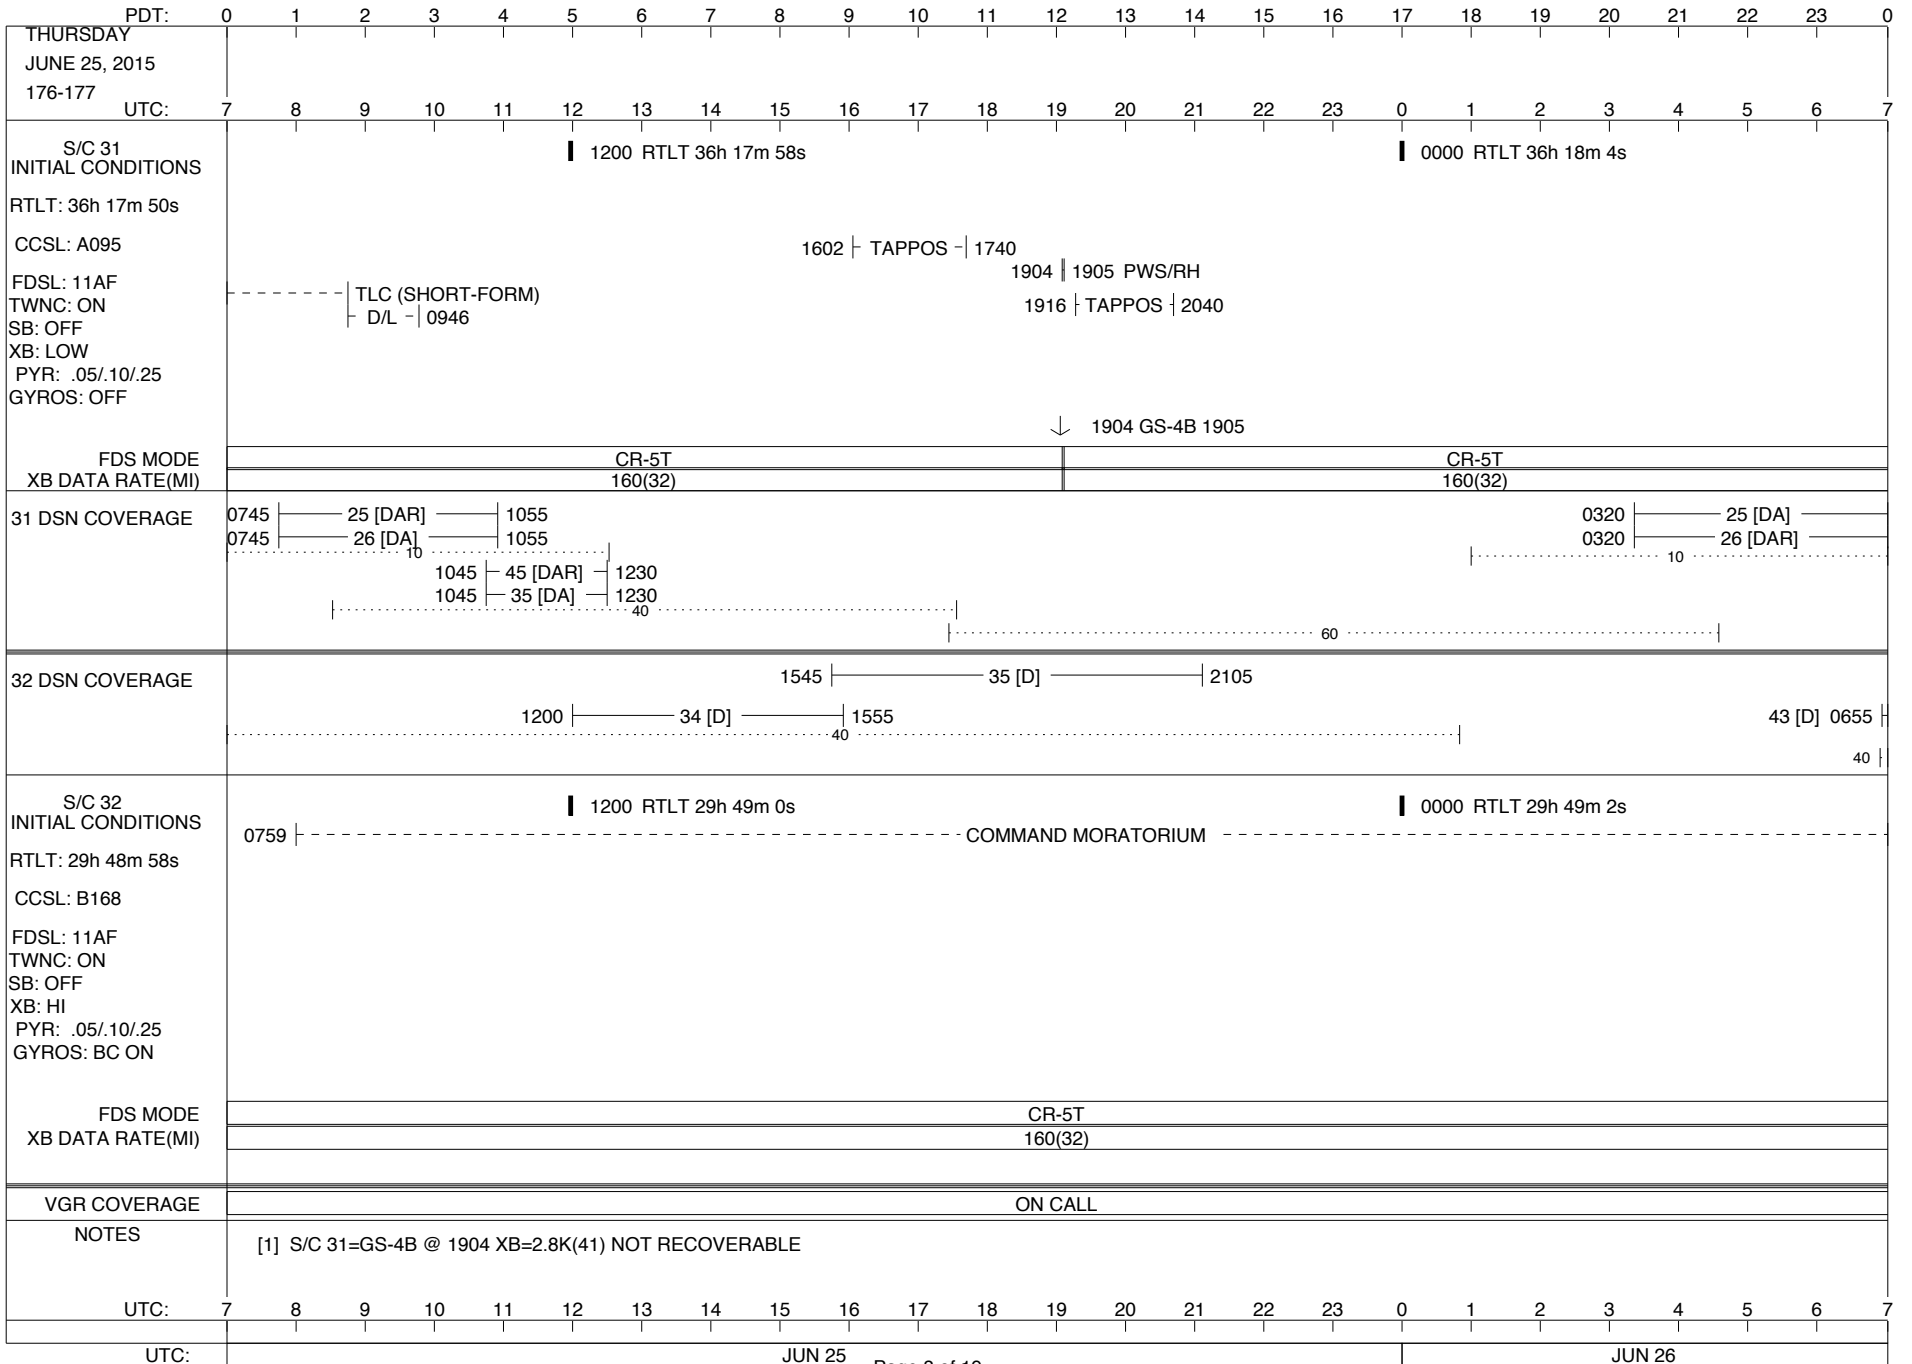 PDT: 0 1 2 3 4 5 6 7 8 9 10 11 12 13 14 15 16 17 18 19 20 21 22 23 0
THURSDAY
JUNE 25, 2015
176-177
UTC: 7 8 9 10 11 12 13 14 15 16 17 18 19 20 21 22 23 0 1 2 3 4 5 6 7
S/C 31
INITIAL CONDITIONS
1200 RTLT 36h 17m 58s
0000 RTLT 36h 18m 4s
RTLT: 36h 17m 50s
CCSL: A095
1602 TAPPOS 1740
1904 1905 PWS/RH
FDSL: 11AF
TLC (SHORT-FORM)
1916 TAPPOS 2040
TWNC: ON
D/L 0946
SB: OFF
XB: LOW
PYR: .05/.10/.25
GYROS: OFF
1904 GS-4B 1905
FDS MODE CR-5T CR-5T
XB DATA RATE(MI) 160(32) 160(32)
31 DSN COVERAGE
0745 25 [DAR] 1055
0320 25 [DA]
0745 26 [DA] 1055
0320 26 [DAR]
10
10
1045 45 [DAR] 1230
1045 35 [DA] 1230
40
60
32 DSN COVERAGE
1545 35 [D] 2105
1200 34 [D] 1555
43 [D] 0655
40
40
S/C 32
INITIAL CONDITIONS
1200 RTLT 29h 49m 0s
0000 RTLT 29h 49m 2s
0759 COMMAND MORATORIUM
RTLT: 29h 48m 58s
CCSL: B168
FDSL: 11AF
TWNC: ON
SB: OFF
XB: HI
PYR: .05/.10/.25
GYROS: BC ON
FDS MODE CR-5T
XB DATA RATE(MI) 160(32)
VGR COVERAGE ON CALL
NOTES
[1] S/C 31=GS-4B @ 1904 XB=2.8K(41) NOT RECOVERABLE
UTC: 7 8 9 10 11 12 13 14 15 16 17 18 19 20 21 22 23 0 1 2 3 4 5 6 7
UTC: JUN 25 JUN 26